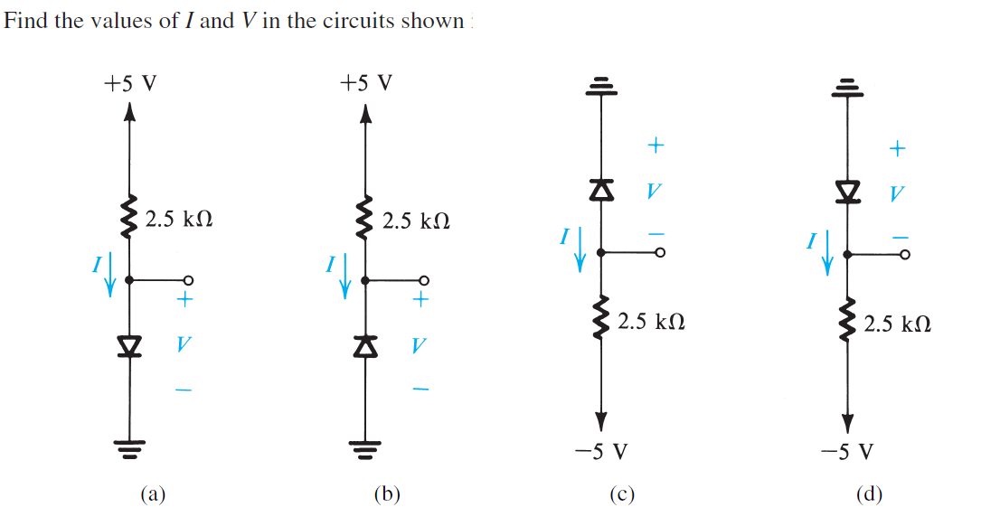 Find the values of I and V in the circuits shown
+5 V +5 V
+ +
V V
2.5 kΩ 2.5 kΩ
I I − I I −
+ +
2.5 kΩ 2.5 kΩ
V V
− −
−5 V −5 V
(a) (b) (c) (d)